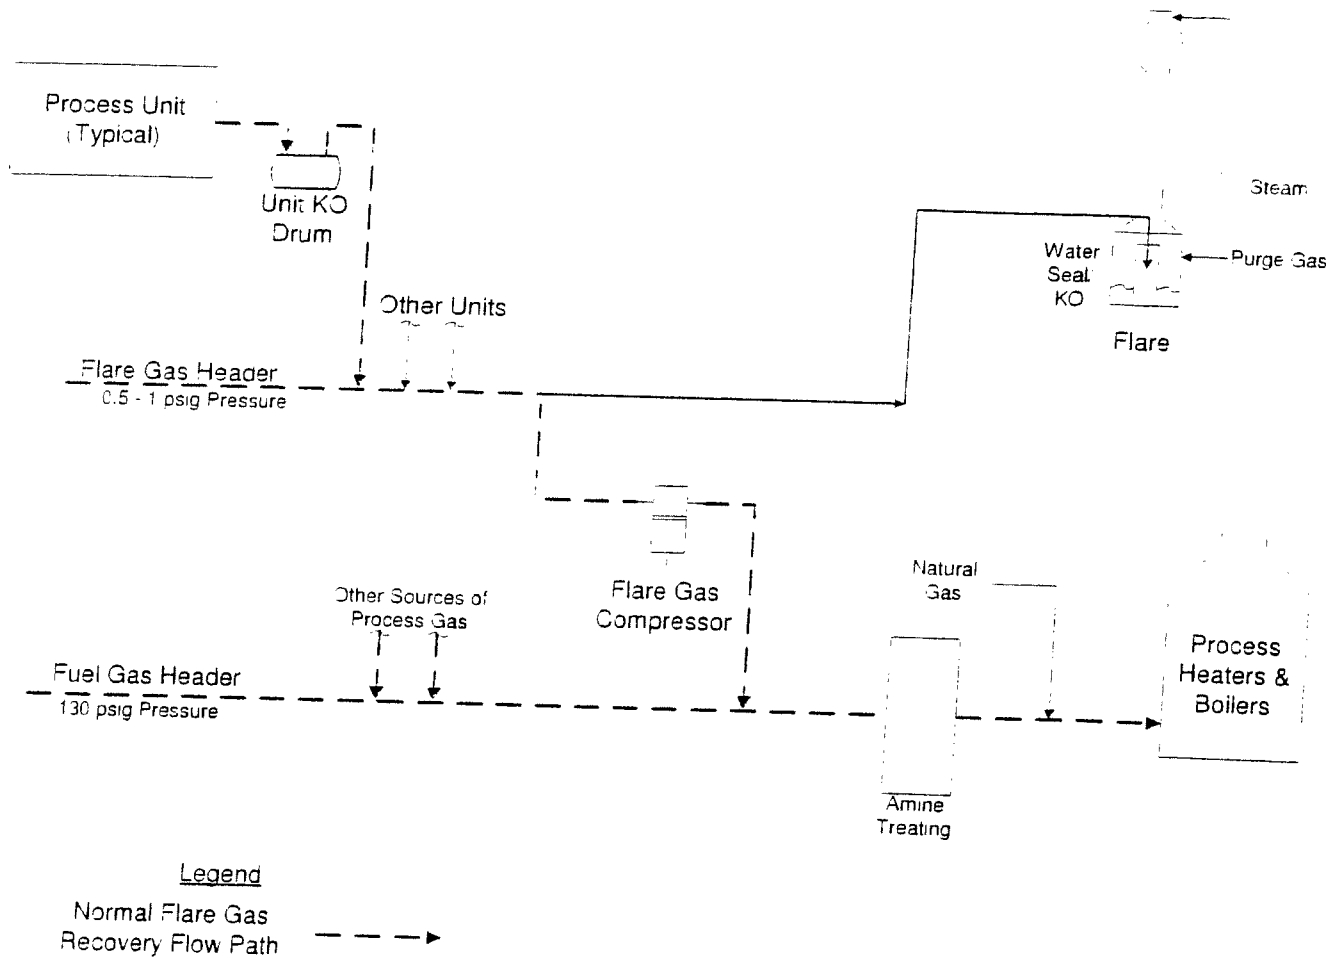 Process Unit
(Typical)
Unit KO
Drum
Steam
Water
Seal
KO
Purge Gas
Flare
Other Units
Flare Gas Header
0.5 - 1 psig Pressure
Natural
Gas
Flare Gas
Compressor
Other Sources of
Process Gas
Process
Heaters &
Boilers
Fuel Gas Header
130 psig Pressure
Amine
Treating
Legend
Normal Flare Gas
Recovery Flow Path